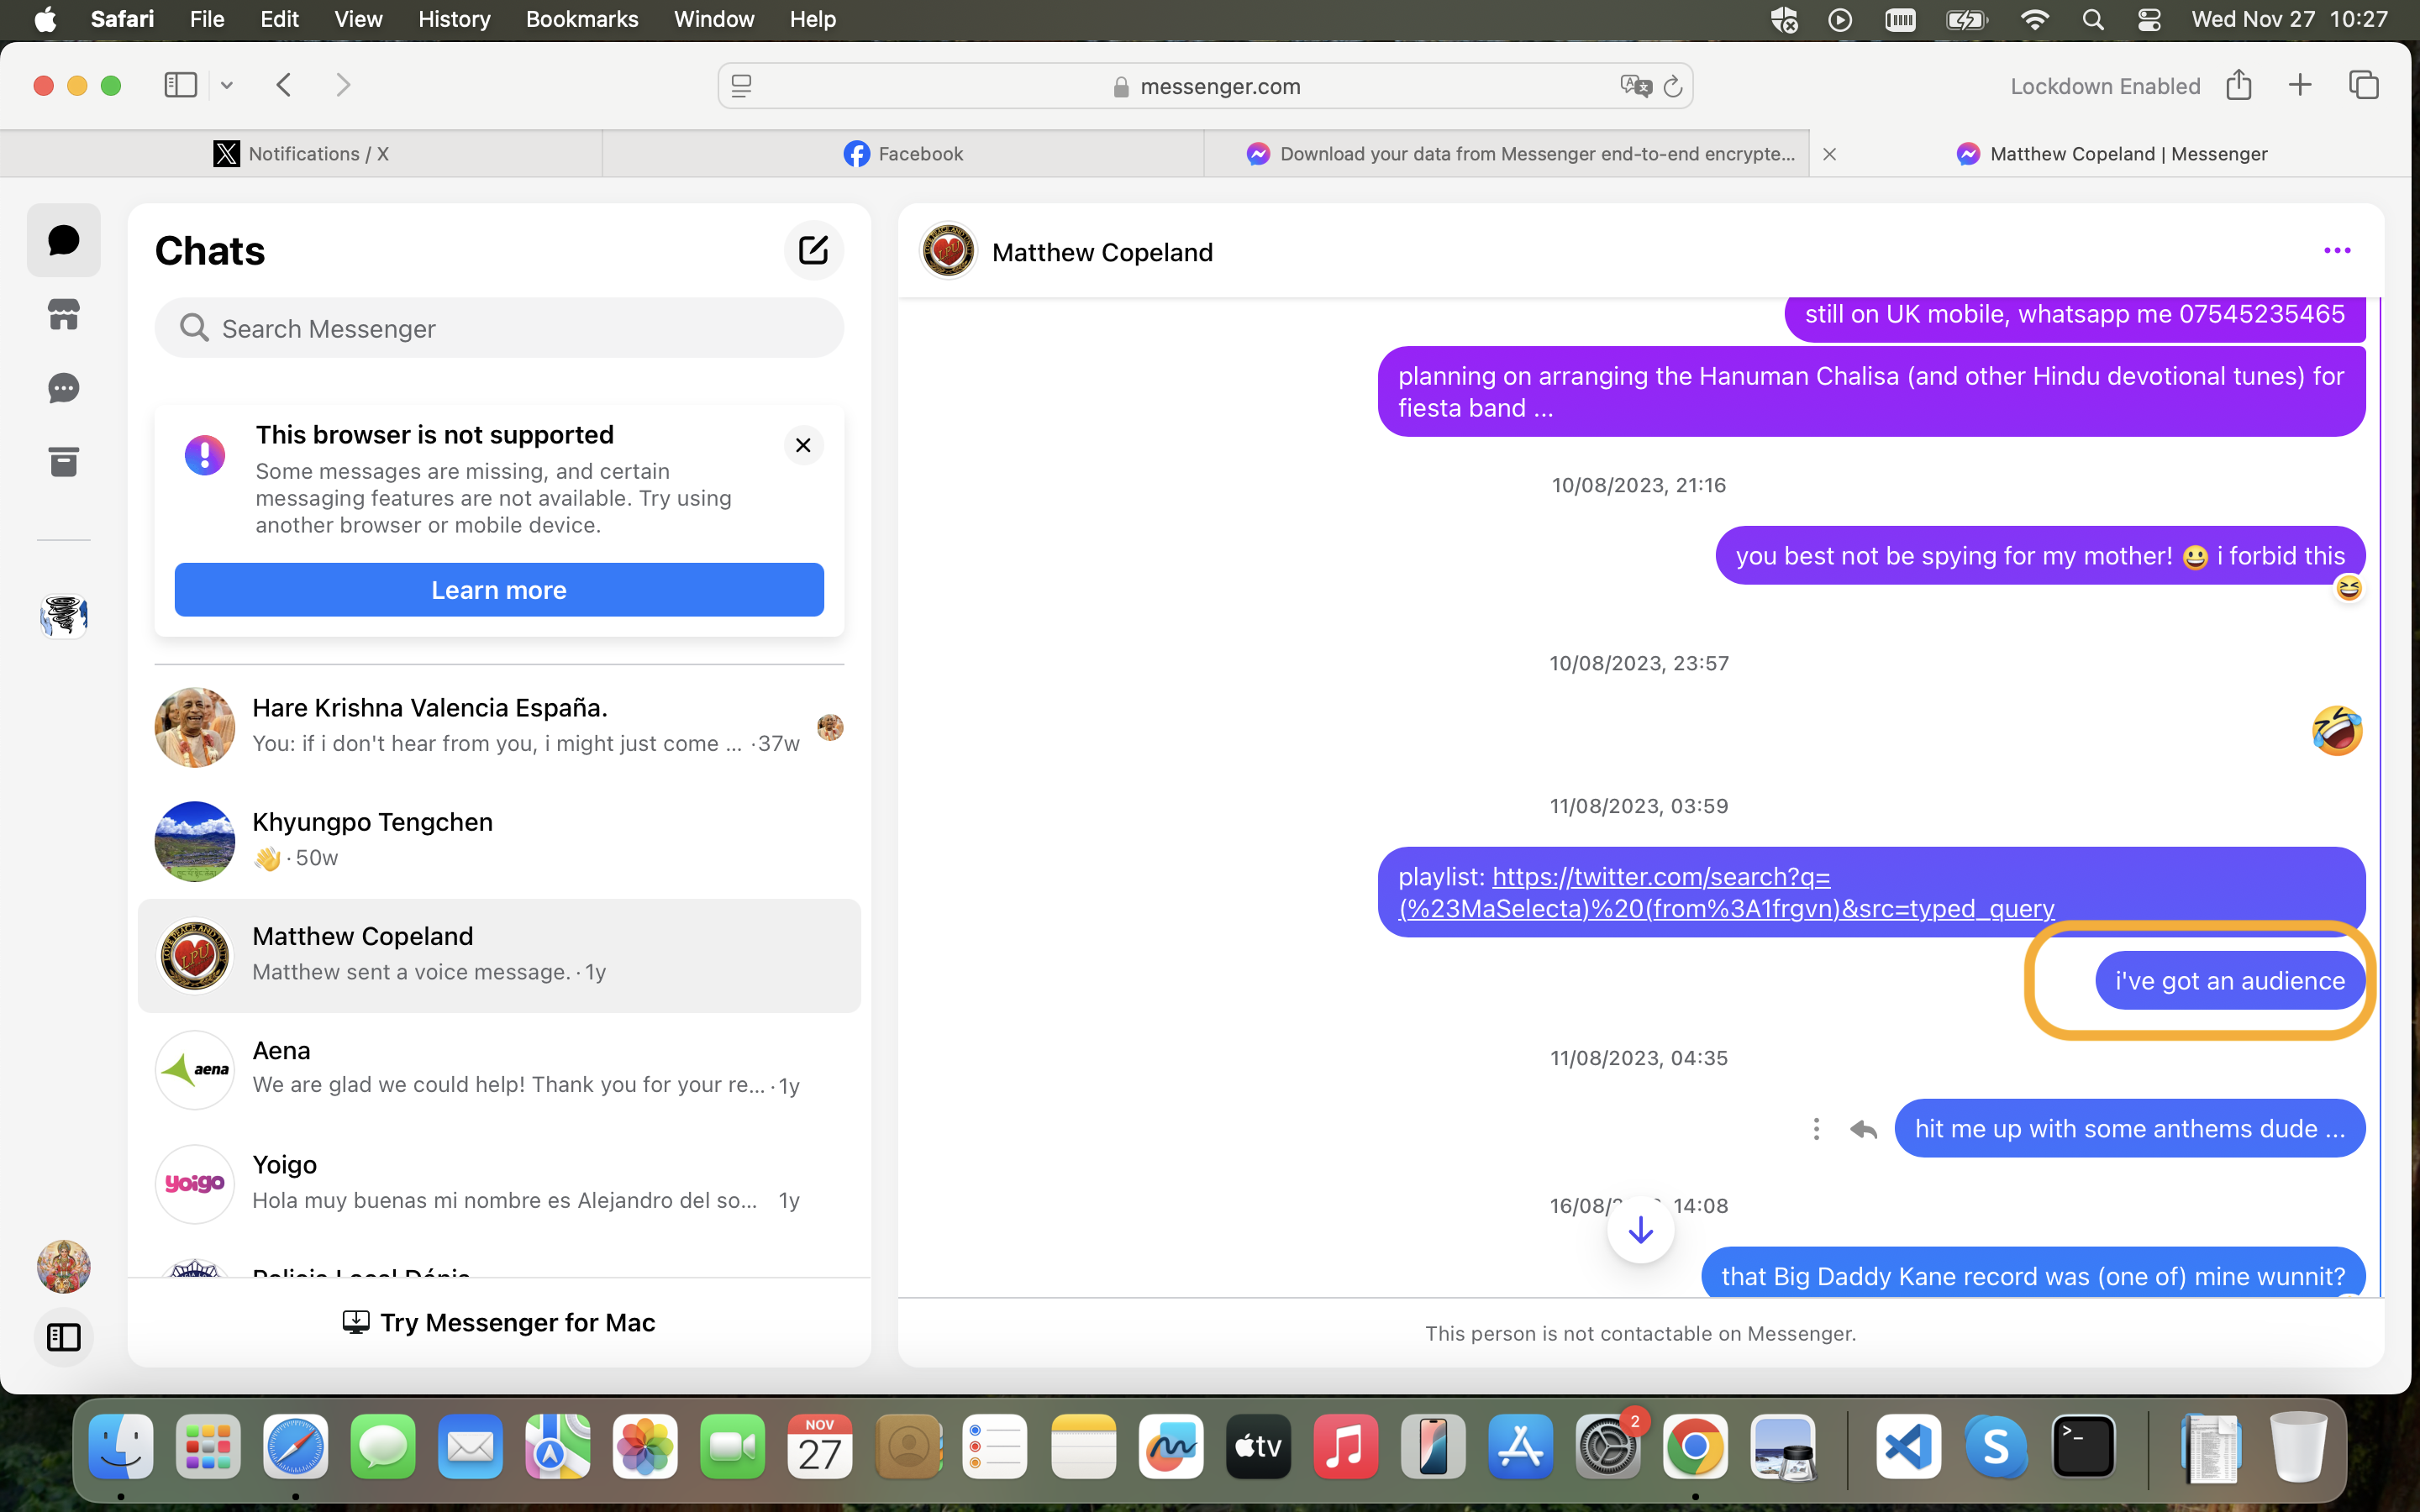 Safari File Edit View History Bookmarks Window Help Wed Nov 27 10:27
messenger.com
Lockdown Enabled
Notifications / X
Facebook
Download your data from Messenger end-to-end encrypte...
Matthew Copeland | Messenger
Chats
Search Messenger
This browser is not supported
Some messages are missing, and certain
messaging features are not available. Try using
another browser or mobile device.
Learn more
Hare Krishna Valencia España.
You: if i don't hear from you, i might just come ... ·37w
Khyungpo Tengchen
👋 · 50w
Matthew Copeland
Matthew sent a voice message. · 1y
aena
Aena
We are glad we could help! Thank you for your re... · 1y
yoigo
Yoigo
Hola muy buenas mi nombre es Alejandro del so... 1y
Try Messenger for Mac
Matthew Copeland
still on UK mobile, whatsapp me 07545235465
planning on arranging the Hanuman Chalisa (and other Hindu devotional tunes) for
fiesta band ...
10/08/2023, 21:16
you best not be spying for my mother! 😃 i forbid this
10/08/2023, 23:57
11/08/2023, 03:59
playlist: https://twitter.com/search?q=
(%23MaSelecta)%20(from%3A1frgvn)&src=typed_query
i've got an audience
11/08/2023, 04:35
hit me up with some anthems dude ...
16/08/ 14:08
that Big Daddy Kane record was (one of) mine wunnit?
This person is not contactable on Messenger.
NOV
27
tv
2
S
>_